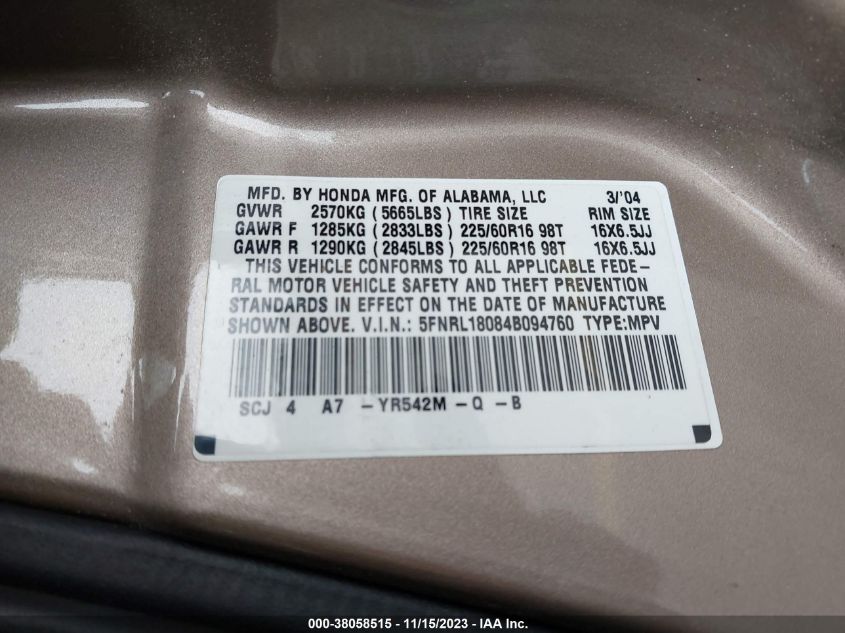 MFD. BY HONDA MFG. OF ALABAMA, LLC 3/'04
GVWR 2570KG (5665LBS) TIRE SIZE RIM SIZE
GAWR F 1285KG (2833LBS) 225/60R16 98T 16X6.5JJ
GAWR R 1290KG (2845LBS) 225/60R16 98T 16X6.5JJ
THIS VEHICLE CONFORMS TO ALL APPLICABLE FEDE-
RAL MOTOR VEHICLE SAFETY AND THEFT PREVENTION
STANDARDS IN EFFECT ON THE DATE OF MANUFACTURE
SHOWN ABOVE. V.I.N.: 5FNRL18084B094760 TYPE:MPV
SCJ 4 A7 -YR542M -Q -B
000-38058515 - 11/15/2023 - IAA Inc.